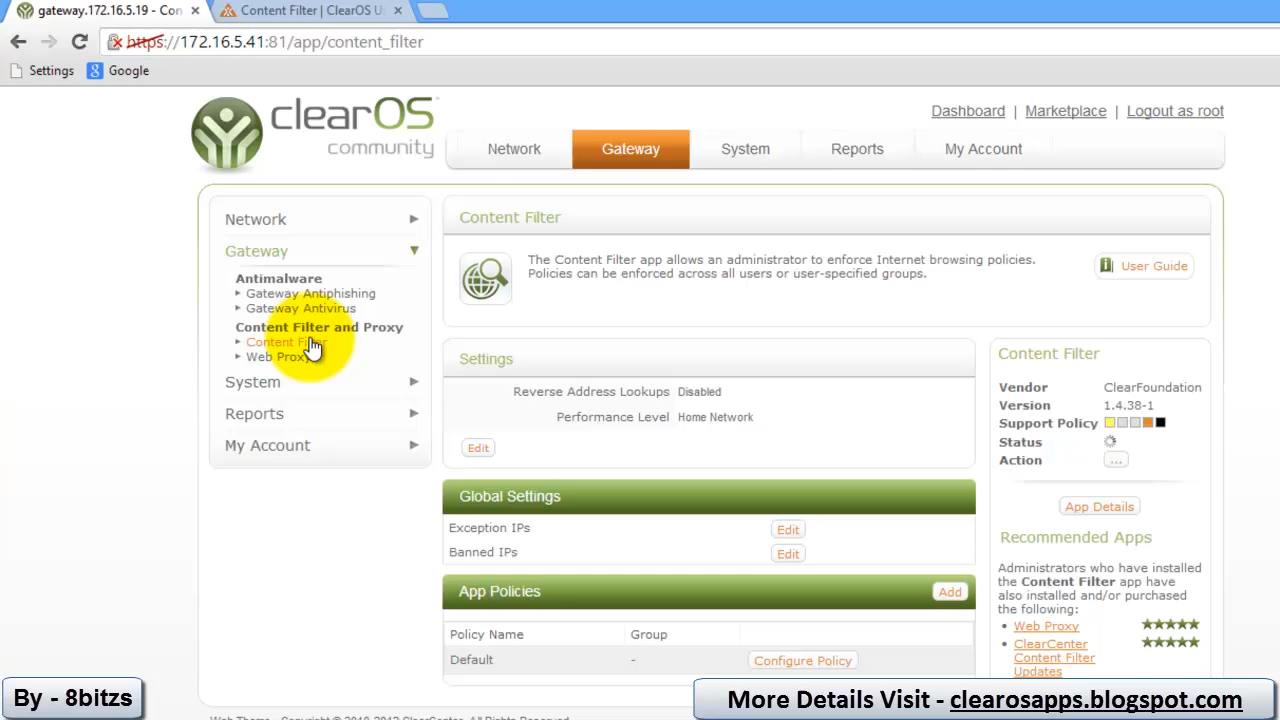 gateway.172.16.5.19 - Con
Content Filter | ClearOS U
https://172.16.5.41:81/app/content_filter
Settings
Google
clearOS
community
Dashboard | Marketplace | Logout as root
Network
Gateway
System
Reports
My Account
Network
Gateway
Antimalware
Gateway Antiphishing
Gateway Antivirus
Content Filter and Proxy
Content Filter
Web Proxy
System
Reports
My Account
Content Filter
The Content Filter app allows an administrator to enforce Internet browsing policies.
Policies can be enforced across all users or user-specified groups.
User Guide
Settings
Reverse Address Lookups Disabled
Performance Level Home Network
Edit
Global Settings
Exception IPs Edit
Banned IPs Edit
App Policies Add
Policy Name Group
Default - Configure Policy
Content Filter
Vendor ClearFoundation
Version 1.4.38-1
Support Policy
Status
Action ...
App Details
Recommended Apps
Administrators who have installed
the Content Filter app have
also installed and/or purchased
the following:
Web Proxy
ClearCenter
Content Filter
Updates
By - 8bitzs
More Details Visit - clearosapps.blogspot.com